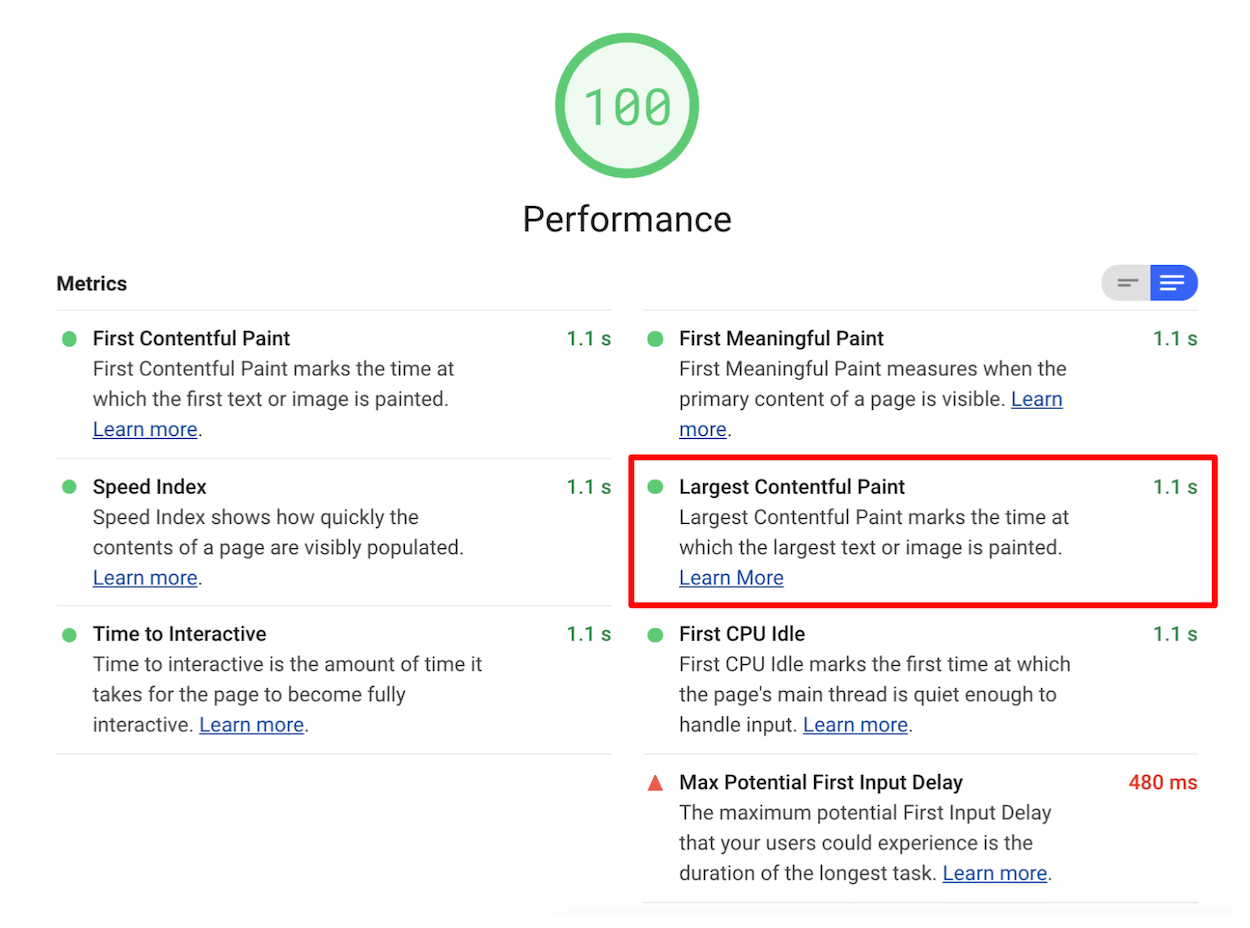 100
Performance
Metrics
First Contentful Paint 1.1 s
First Contentful Paint marks the time at
which the first text or image is painted.
Learn more.
First Meaningful Paint 1.1 s
First Meaningful Paint measures when the
primary content of a page is visible. Learn
more.
Speed Index 1.1 s
Speed Index shows how quickly the
contents of a page are visibly populated.
Learn more.
Largest Contentful Paint 1.1 s
Largest Contentful Paint marks the time at
which the largest text or image is painted.
Learn More
Time to Interactive 1.1 s
Time to interactive is the amount of time it
takes for the page to become fully
interactive. Learn more.
First CPU Idle 1.1 s
First CPU Idle marks the first time at which
the page's main thread is quiet enough to
handle input. Learn more.
Max Potential First Input Delay 480 ms
The maximum potential First Input Delay
that your users could experience is the
duration of the longest task. Learn more.